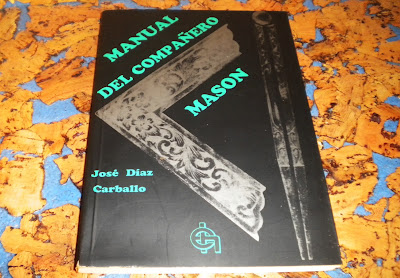 MANUAL
DEL COMPAÑERO
MASON
José Díaz
Carballo